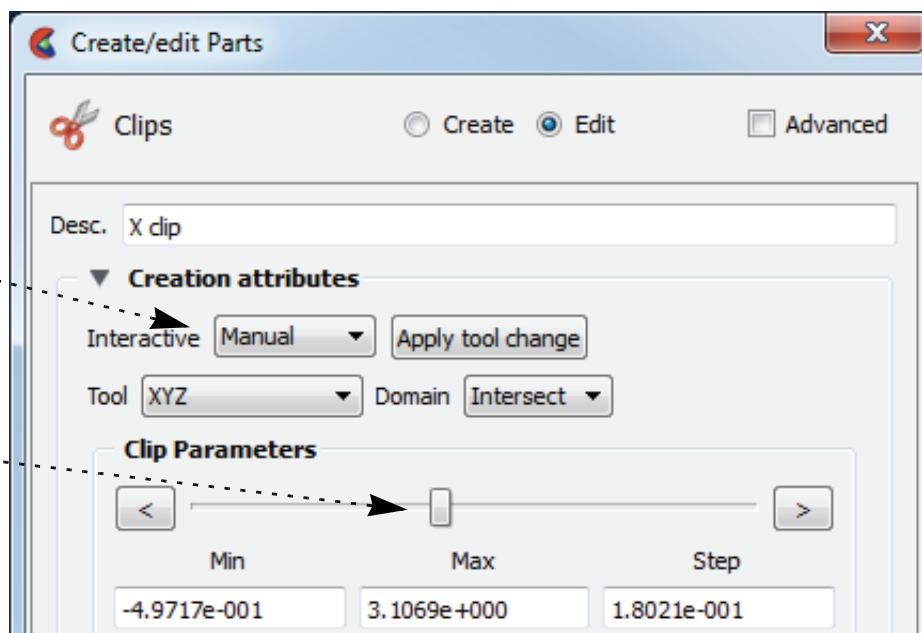 Create/edit Parts
Clips Create Edit Advanced
Desc. X clip
Creation attributes
Interactive Manual Apply tool change
Tool XYZ Domain Intersect
Clip Parameters
< >
Min Max Step
-4.9717e-001 3.1069e+000 1.8021e-001